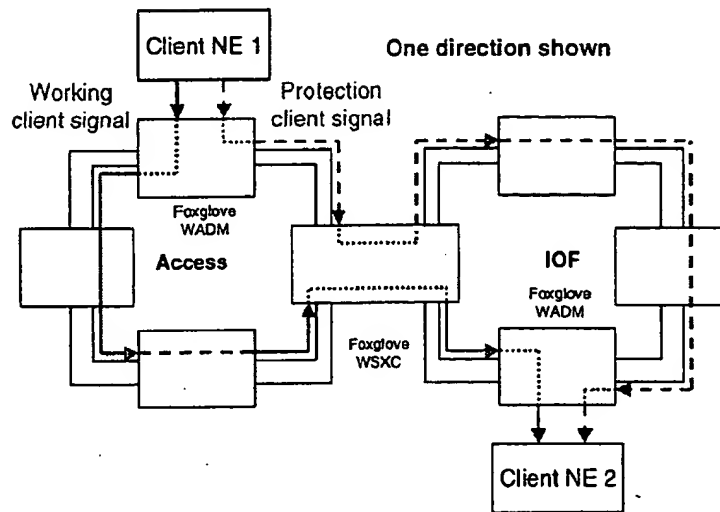 Client NE 1
One direction shown
Working
client signal
Protection
client signal
Foxglove
WADM
Access
IOF
Foxglove
WADM
Foxglove
WSXC
Client NE 2